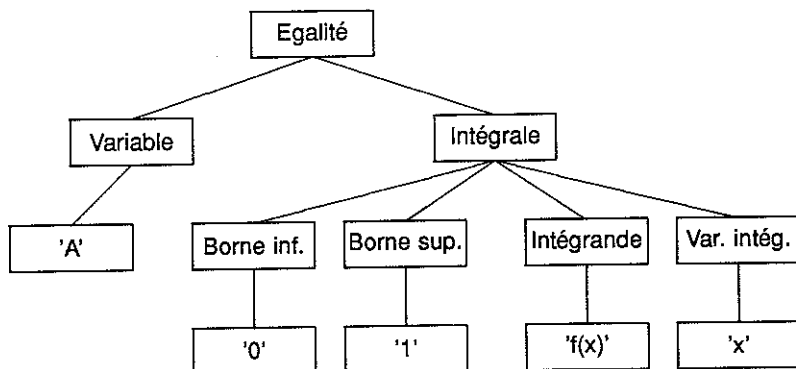 Egalité
Variable
Intégrale
'A'
Borne inf.
Borne sup.
Intégrande
Var. intég.
'0'
'1'
'f(x)'
'x'